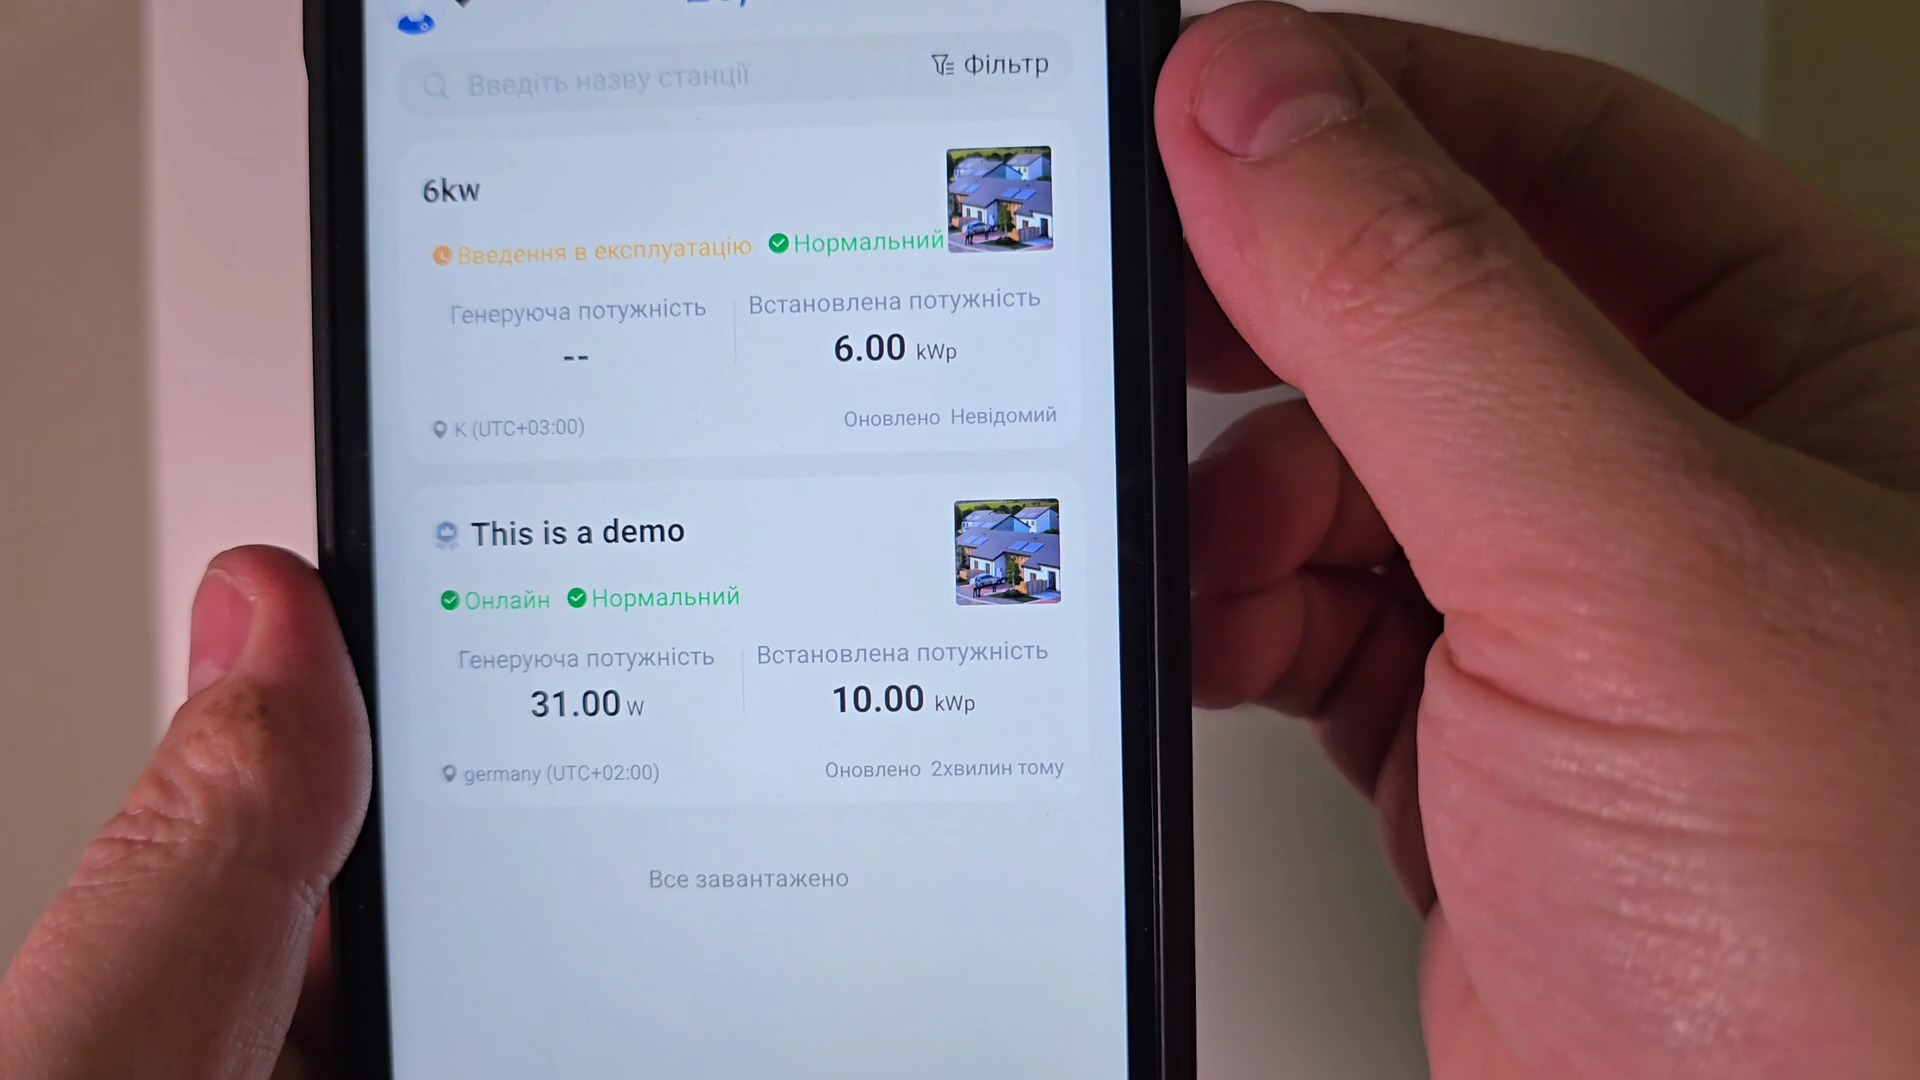 Введіть назву станції
Фільтр
6kw
Введення в експлуатацію Нормальний
Генеруюча потужність
Встановлена потужність
--
6.00 kWp
K (UTC+03:00)
Оновлено Невідомий
This is a demo
Онлайн Нормальний
Генеруюча потужність
Встановлена потужність
31.00 W
10.00 kWp
germany (UTC+02:00)
Оновлено 2хвилин тому
Все завантажено